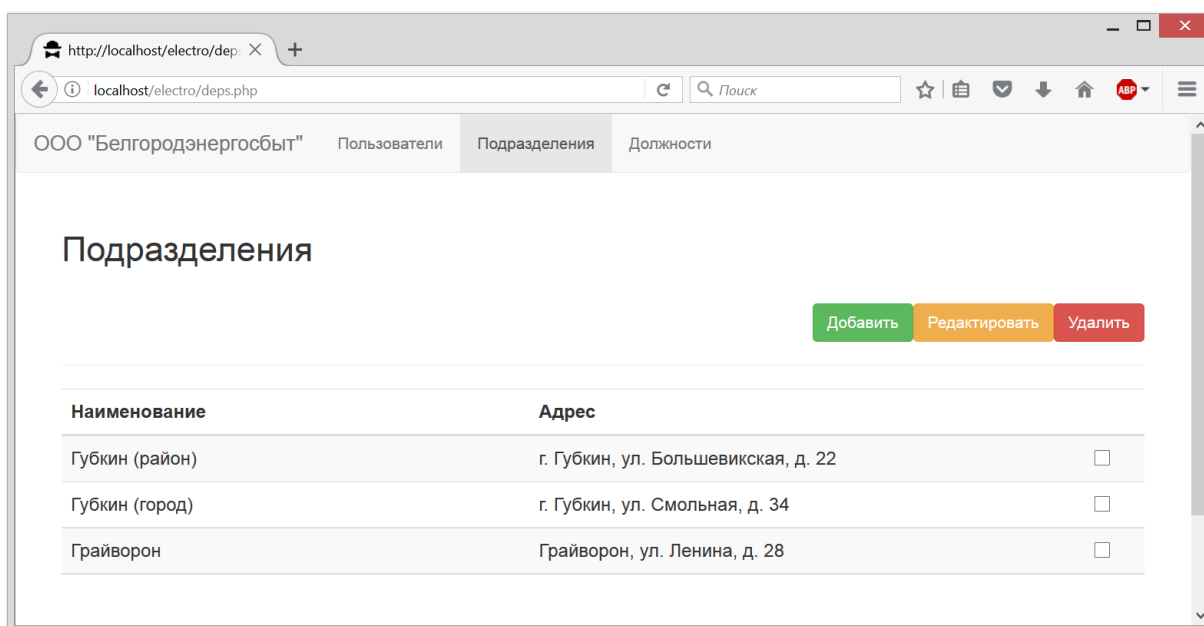 http://localhost/electro/dep
localhost/electro/deps.php
Поиск
ABP
ООО "Белгородэнергосбыт" Пользователи Подразделения Должности
Подразделения
Добавить Редактировать Удалить
Наименование Адрес
Губкин (район) г. Губкин, ул. Большевикская, д. 22
Губкин (город) г. Губкин, ул. Смольная, д. 34
Грайворон Грайворон, ул. Ленина, д. 28